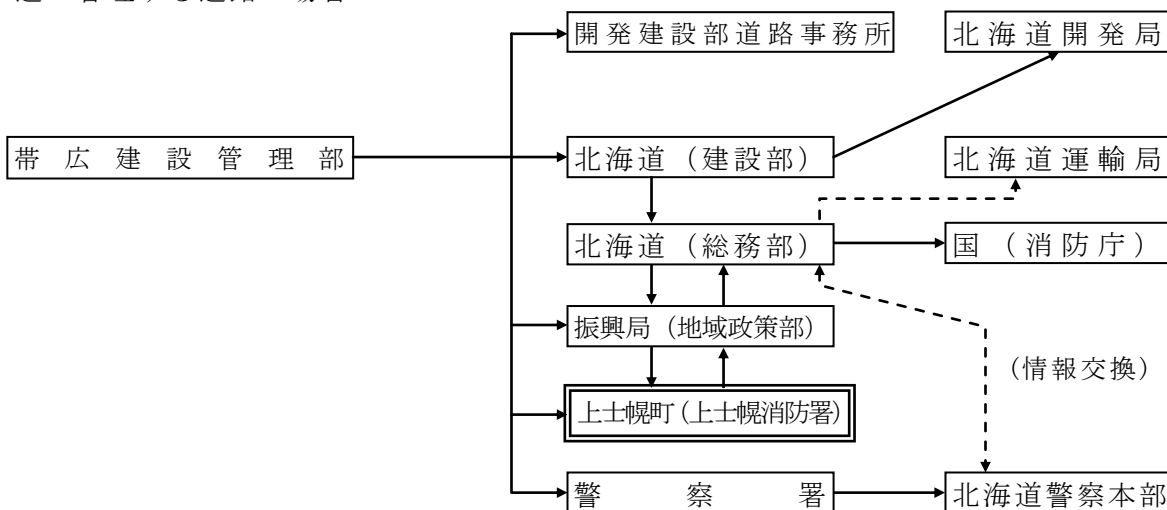 開発建設部道路事務所
北海道開発局
帯広建設管理部
北海道（建設部）
北海道運輸局
北海道（総務部）
国（消防庁）
振興局（地域政策部）
（情報交換）
上士幌町（上士幌消防署）
警察署
北海道警察本部